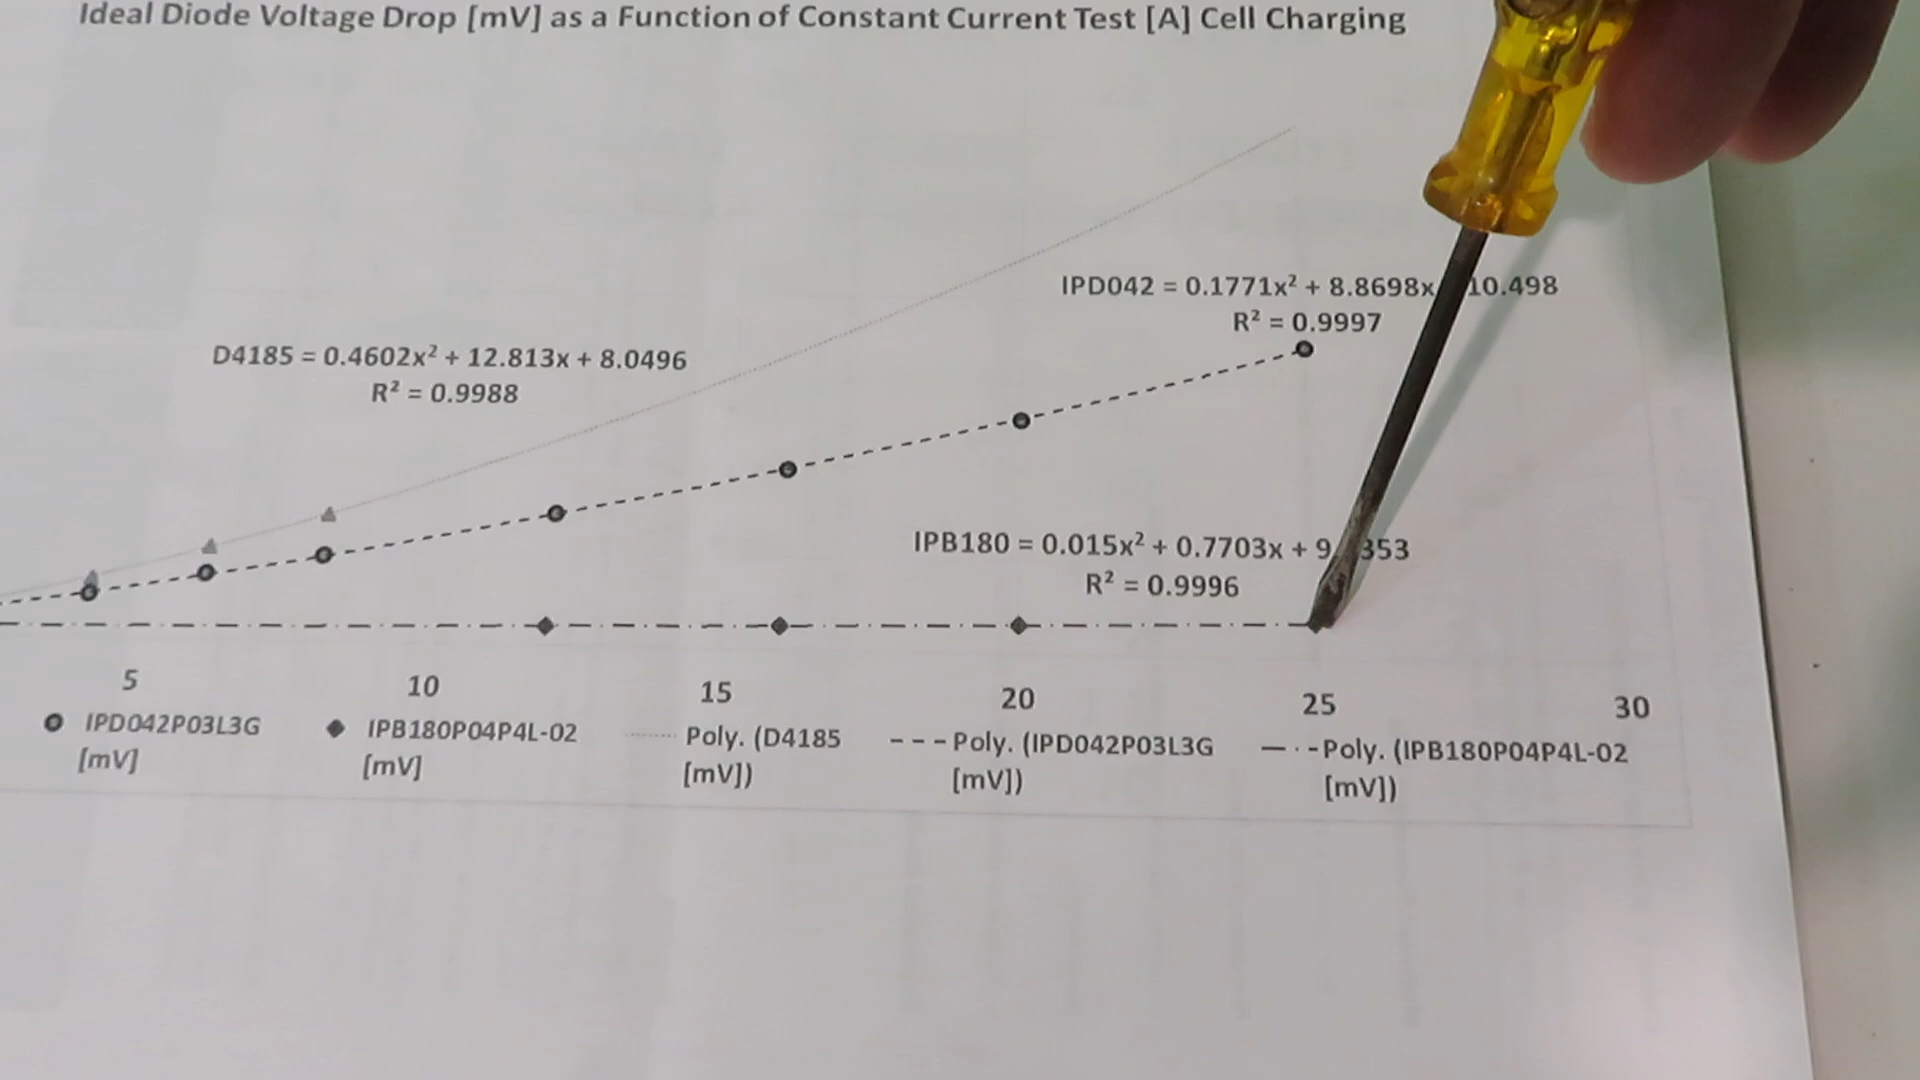 Ideal Diode Voltage Drop [mV] as a Function of Constant Current Test [A] Cell Charging
IPD042 = 0.1771x² + 8.8698x 10.498
R² = 0.9997
D4185 = 0.4602x² + 12.813x + 8.0496
R² = 0.9988
IPB180 = 0.015x² + 0.7703x +
R² = 0.9996
5 10 15 20 25 30
IPD042P03L3G IPB180P04P4L-02 Poly. (D4185 Poly. (IPD042P03L3G Poly. (IPB180P04P4L-02
[mV] [mV] [mV]) [mV]) [mV])